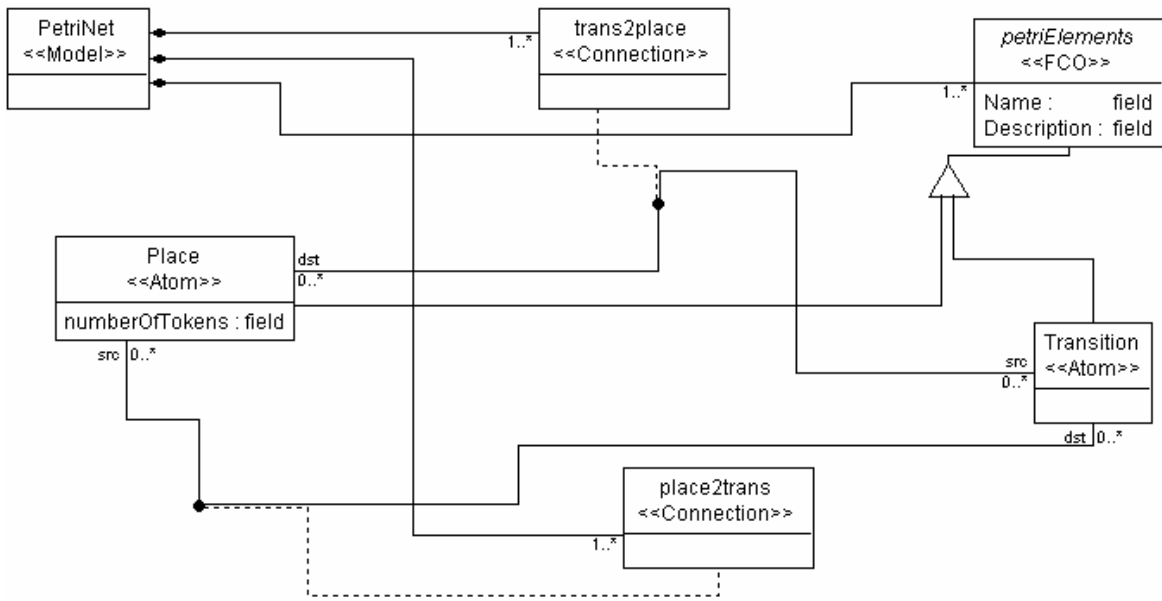 PetriNet
<<Model>>
trans2place
<<Connection>>
1..*
petriElements
<<FCO>>
Name : field
Description : field
1..*
Place
<<Atom>>
numberOfTokens : field
dst
0..*
src 0..*
Transition
<<Atom>>
src
0..*
dst 0..*
place2trans
<<Connection>>
1..*